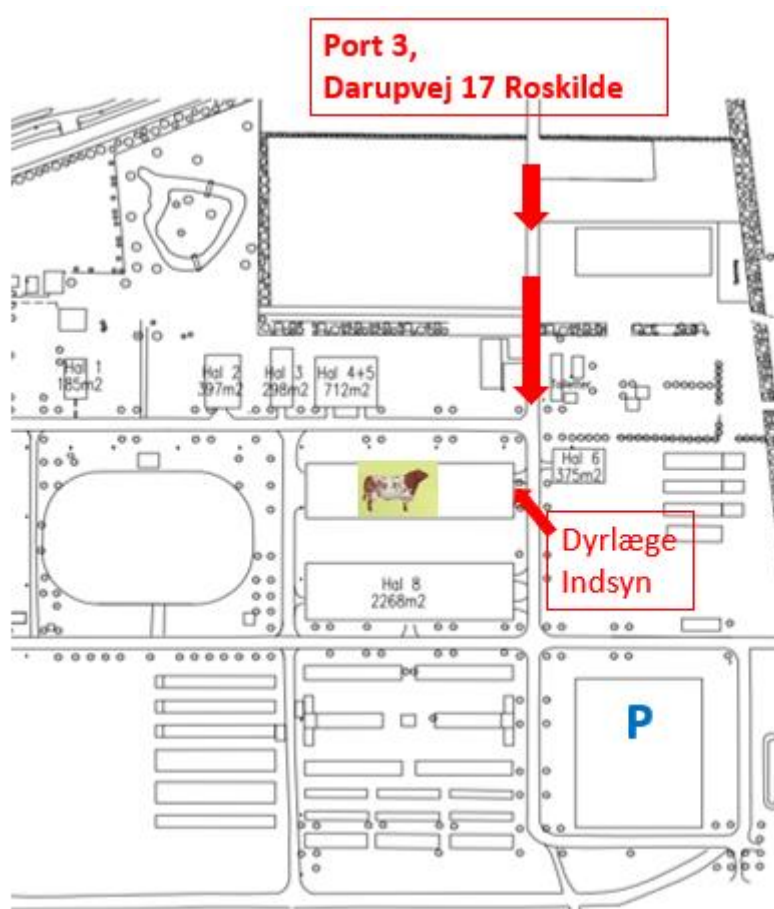 Port 3,
Darupvej 17 Roskilde
Hal 1
185m2
Hal 2
397m2
Hal 3
298m2
Hal 4+5
712m2
Toiletter
Hal 6
375m2
Dyrlæge
Indsyn
Hal 8
2268m2
P